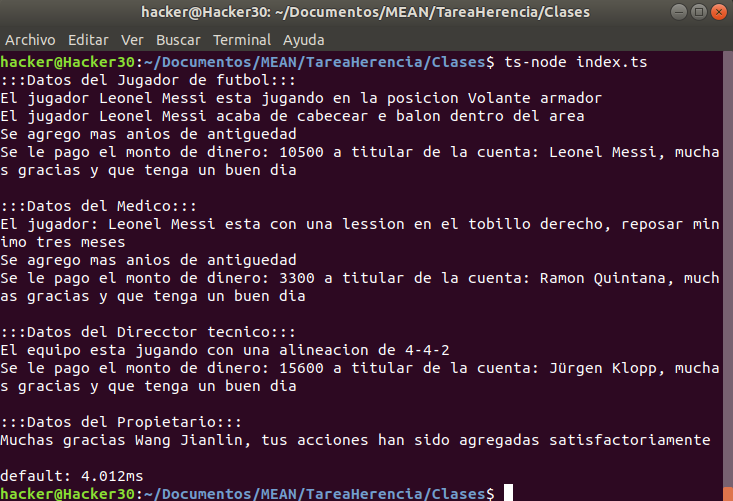 hacker@Hacker30: ~/Documentos/MEAN/TareaHerencia/Clases
Archivo Editar Ver Buscar Terminal Ayuda
hacker@Hacker30:~/Documentos/MEAN/TareaHerencia/Clases$ ts-node index.ts
:::Datos del Jugador de futbol:::
El jugador Leonel Messi esta jugando en la posicion Volante armador
El jugador Leonel Messi acaba de cabecear e balon dentro del area
Se agrego mas anios de antiguedad
Se le pago el monto de dinero: 10500 a titular de la cuenta: Leonel Messi, mucha
s gracias y que tenga un buen dia
:::Datos del Medico:::
El jugador: Leonel Messi esta con una lession en el tobillo derecho, reposar min
imo tres meses
Se agrego mas anios de antiguedad
Se le pago el monto de dinero: 3300 a titular de la cuenta: Ramon Quintana, much
as gracias y que tenga un buen dia
:::Datos del Direcctor tecnico:::
El equipo esta jugando con una alineacion de 4-4-2
Se le pago el monto de dinero: 15600 a titular de la cuenta: Jürgen Klopp, mucha
s gracias y que tenga un buen dia
:::Datos del Propietario:::
Muchas gracias Wang Jianlin, tus acciones han sido agregadas satisfactoriamente
default: 4.012ms
hacker@Hacker30:~/Documentos/MEAN/TareaHerencia/Clases$